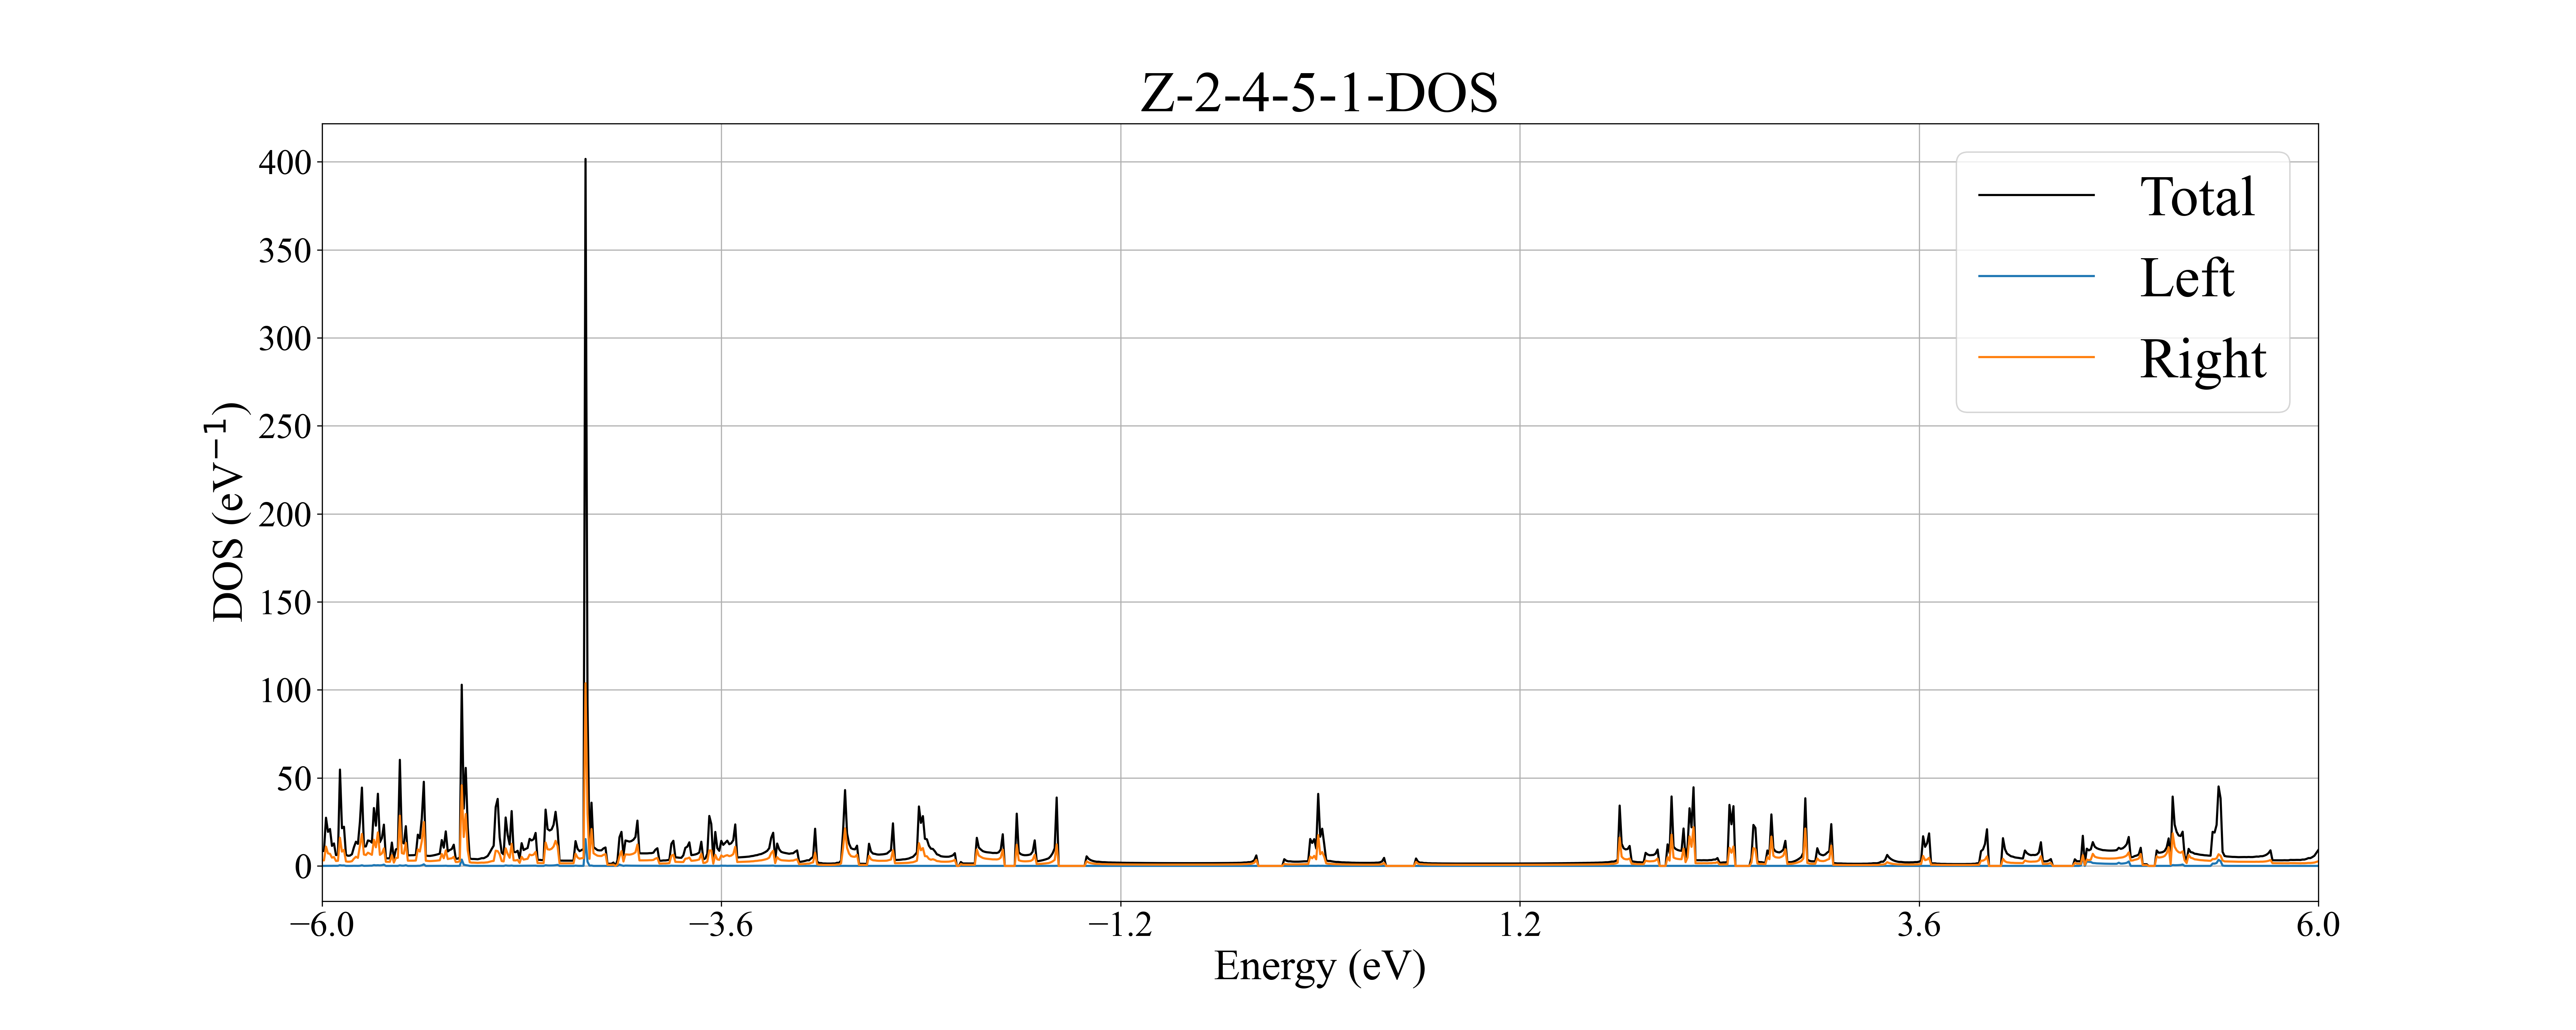 Z-2-4-5-1-DOS
400
350
300
250
200
150
100
50
0
DOS (eV⁻¹)
Total
Left
Right
−6.0
−3.6
−1.2
1.2
3.6
6.0
Energy (eV)